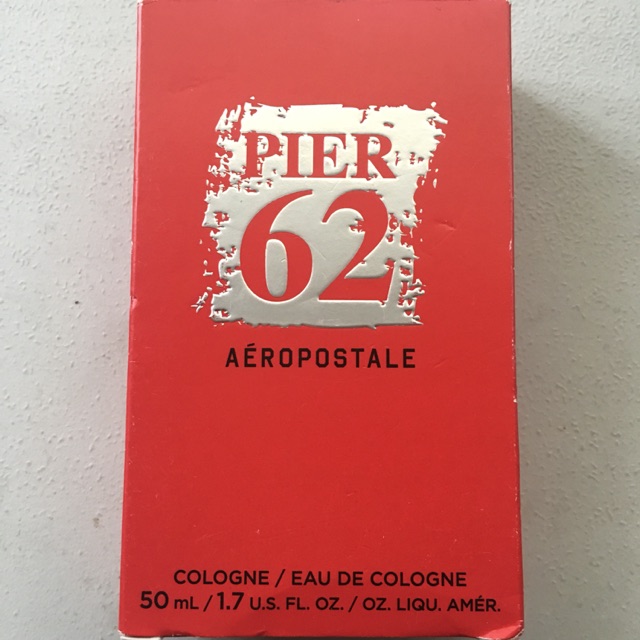 PIER
62
AÉROPOSTALE
COLOGNE / EAU DE COLOGNE
50 mL / 1.7 U.S. FL. OZ. / OZ. LIQU. AMÉR.